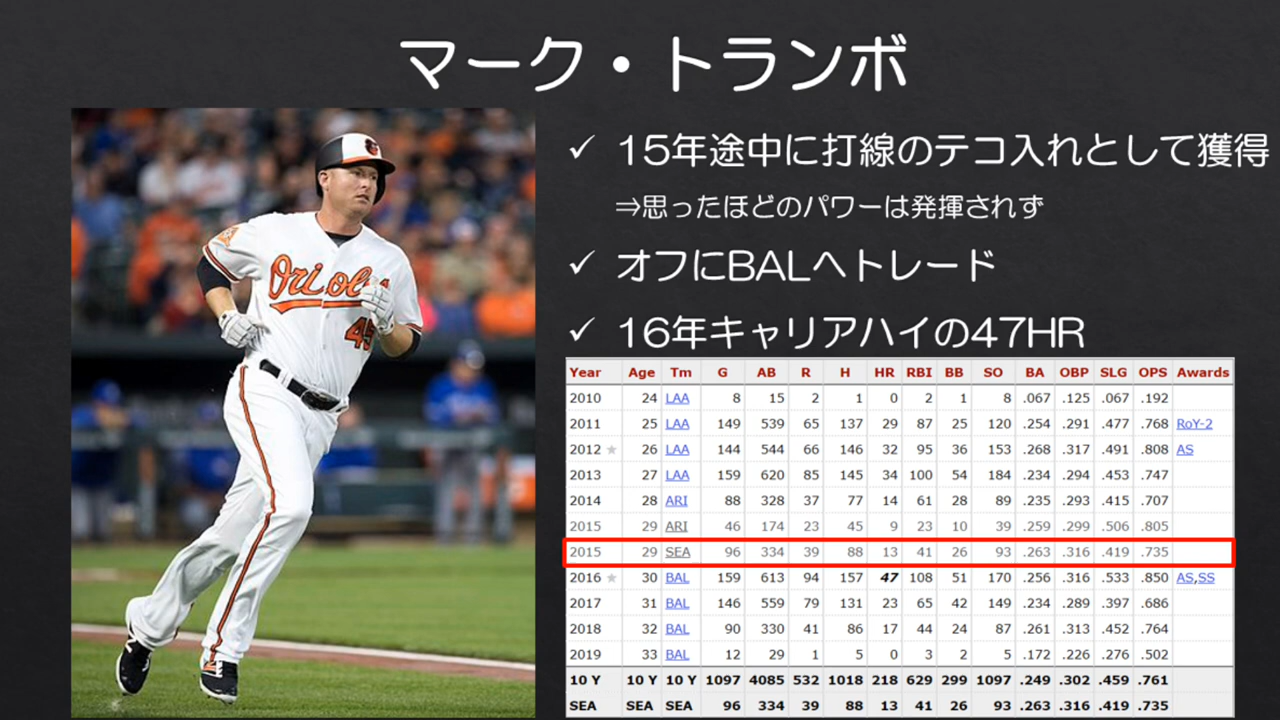 マーク・トランボ
✓ 15年途中に打線のテコ入れとして獲得
⇒思ったほどのパワーは発揮されず
✓ オフにBALへトレード
✓ 16年キャリアハイの47HR
Oriol
45
Year Age Tm G AB R H HR RBI BB SO BA OBP SLG OPS Awards
2010 24 LAA 8 15 2 1 0 2 1 8 .067 .125 .067 .192
2011 25 LAA 149 539 65 137 29 87 25 120 .254 .291 .477 .768 RoY-2
2012 ★ 26 LAA 144 544 66 146 32 95 36 153 .268 .317 .491 .808 AS
2013 27 LAA 159 620 85 145 34 100 54 184 .234 .294 .453 .747
2014 28 ARI 88 328 37 77 14 61 28 89 .235 .293 .415 .707
2015 29 ARI 46 174 23 45 9 23 10 39 .259 .299 .506 .805
2015 29 SEA 96 334 39 88 13 41 26 93 .263 .316 .419 .735
2016 ★ 30 BAL 159 613 94 157 47 108 51 170 .256 .316 .533 .850 AS,SS
2017 31 BAL 146 559 79 131 23 65 42 149 .234 .289 .397 .686
2018 32 BAL 90 330 41 86 17 44 24 87 .261 .313 .452 .764
2019 33 BAL 12 29 1 5 0 3 2 5 .172 .226 .276 .502
10 Y 10 Y 10 Y 1097 4085 532 1018 218 629 299 1097 .249 .302 .459 .761
SEA SEA SEA 96 334 39 88 13 41 26 93 .263 .316 .419 .735